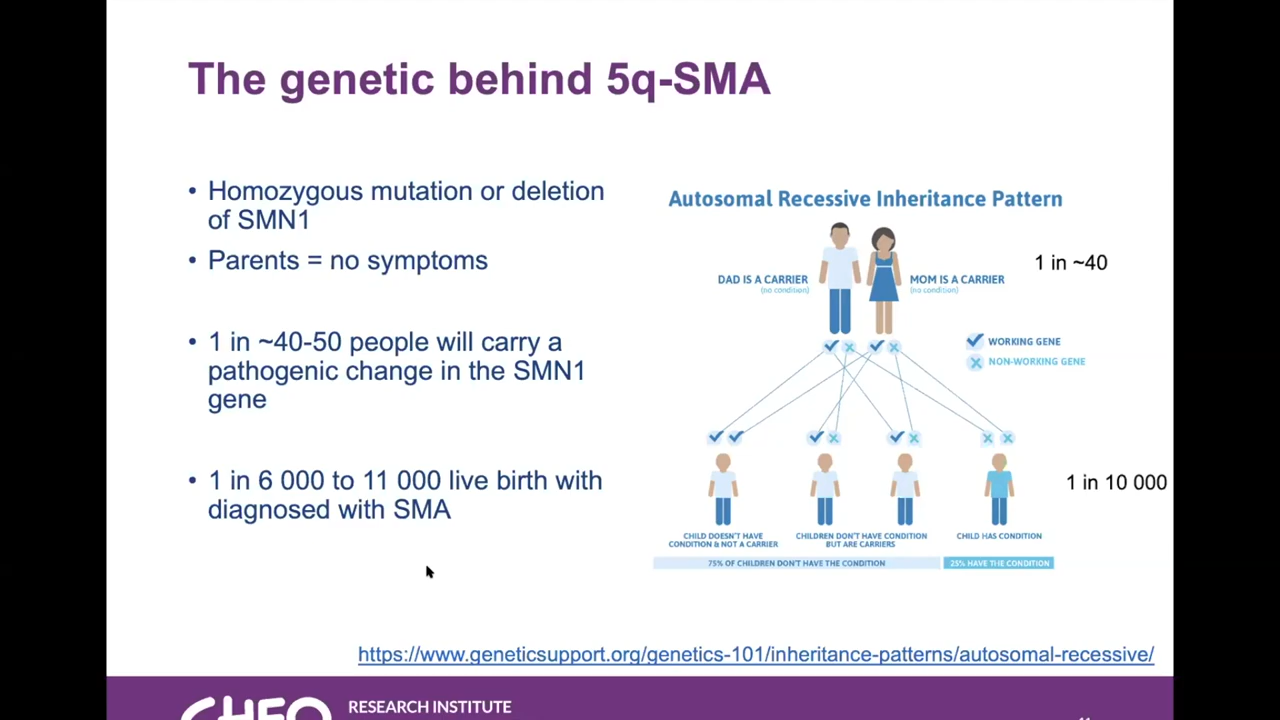 The genetic behind 5q-SMA
• Homozygous mutation or deletion
of SMN1
• Parents = no symptoms
• 1 in ~40-50 people will carry a
pathogenic change in the SMN1
gene
• 1 in 6 000 to 11 000 live birth with
diagnosed with SMA
Autosomal Recessive Inheritance Pattern
1 in ~40
DAD IS A CARRIER
(no condition)
MOM IS A CARRIER
(no condition)
WORKING GENE
NON-WORKING GENE
1 in 10 000
CHILD DOESN'T HAVE
CONDITION & NOT A CARRIER
CHILDREN DON'T HAVE CONDITION
BUT ARE CARRIERS
CHILD HAS CONDITION
75% OF CHILDREN DON'T HAVE THE CONDITION
25% HAVE THE CONDITION
https://www.geneticsupport.org/genetics-101/inheritance-patterns/autosomal-recessive/
CHEO
RESEARCH INSTITUTE